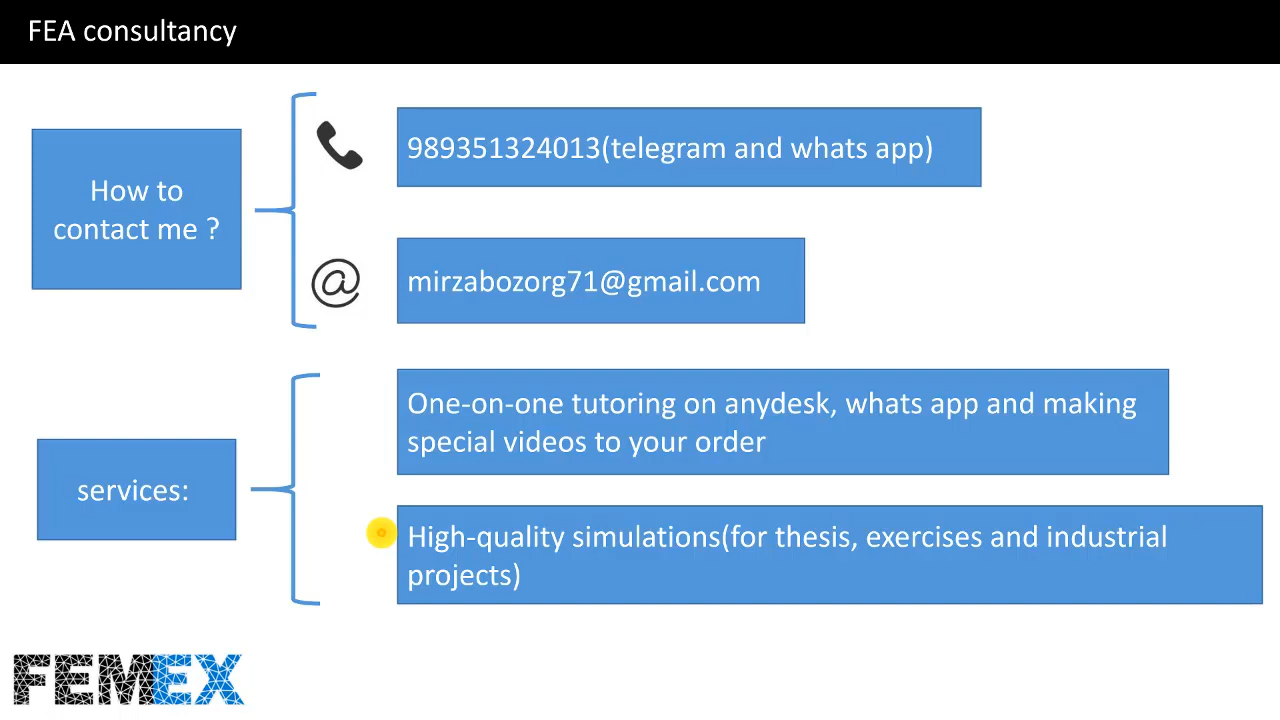 FEA consultancy
How to
contact me ?
989351324013(telegram and whats app)
@
mirzabozorg71@gmail.com
services:
One-on-one tutoring on anydesk, whats app and making
special videos to your order
High-quality simulations(for thesis, exercises and industrial
projects)
FEMEX